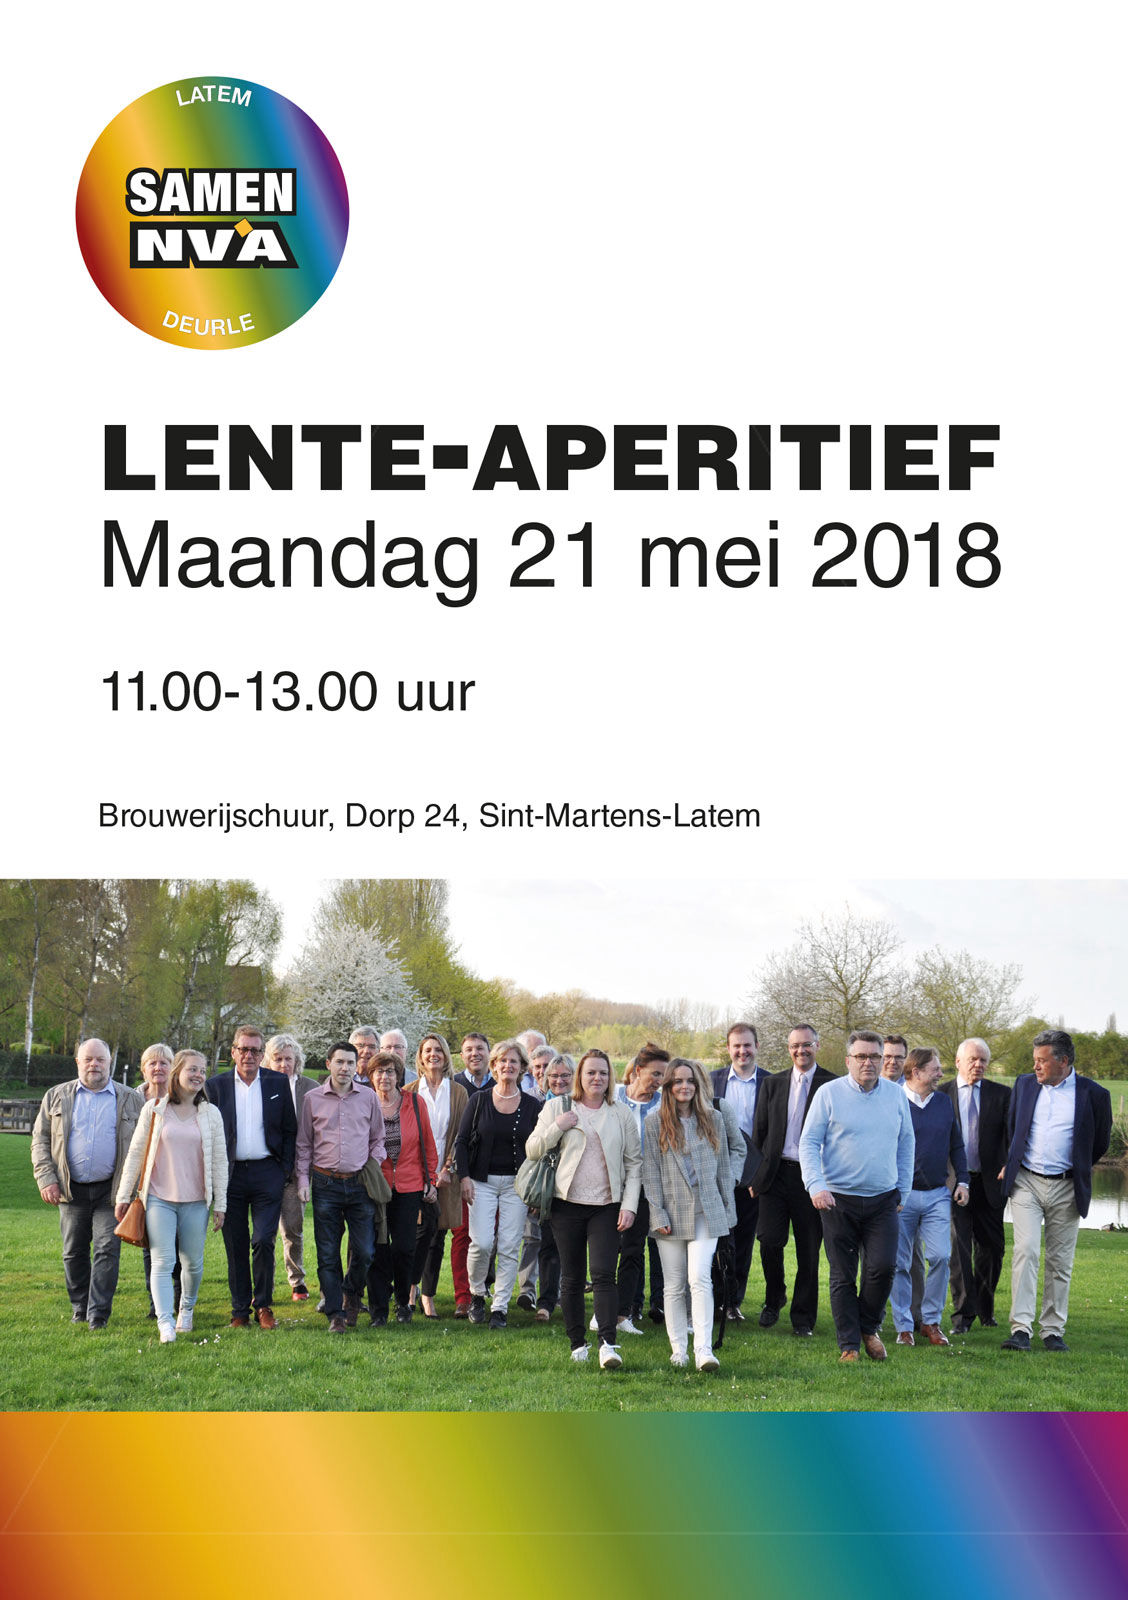 LATEM
SAMEN
NVA
DEURLE
LENTE-APERITIEF
Maandag 21 mei 2018
11.00-13.00 uur
Brouwerijschuur, Dorp 24, Sint-Martens-Latem